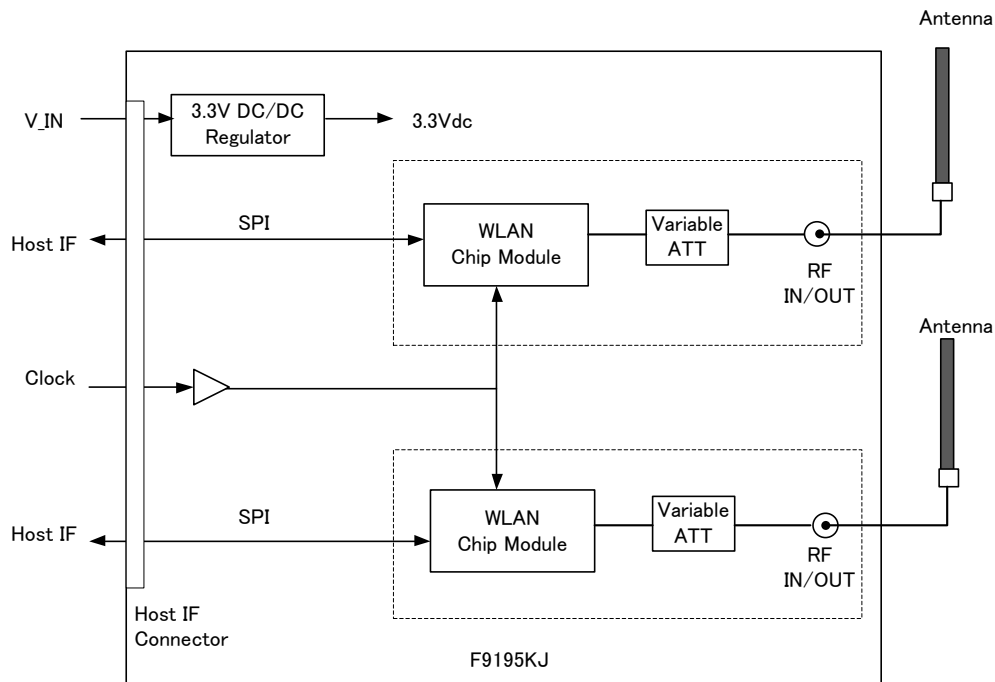 Antenna
V_IN
3.3V DC/DC
Regulator
3.3Vdc
Host IF
SPI
WLAN
Chip Module
Variable
ATT
RF
IN/OUT
Antenna
Clock
Host IF
SPI
WLAN
Chip Module
Variable
ATT
RF
IN/OUT
Host IF
Connector
F9195KJ